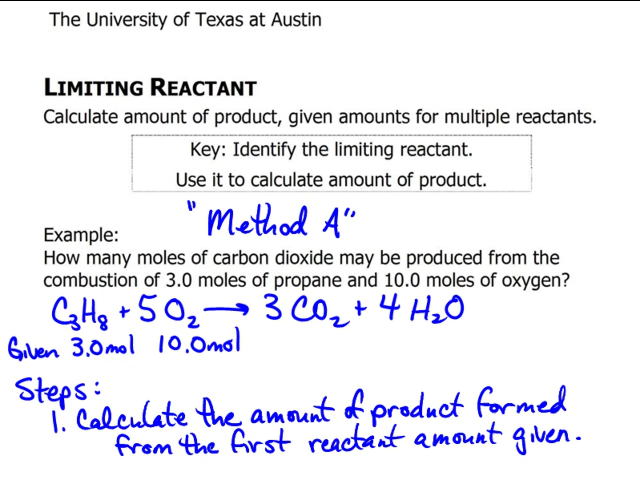 The University of Texas at Austin
LIMITING REACTANT
Calculate amount of product, given amounts for multiple reactants.
Key: Identify the limiting reactant.
Use it to calculate amount of product.
"Method A"
Example:
How many moles of carbon dioxide may be produced from the
combustion of 3.0 moles of propane and 10.0 moles of oxygen?
C₃H₈ + 5 O₂ → 3 CO₂ + 4 H₂O
Given 3.0mol 10.0mol
Steps:
1. Calculate the amount of product formed
from the first reactant amount given.